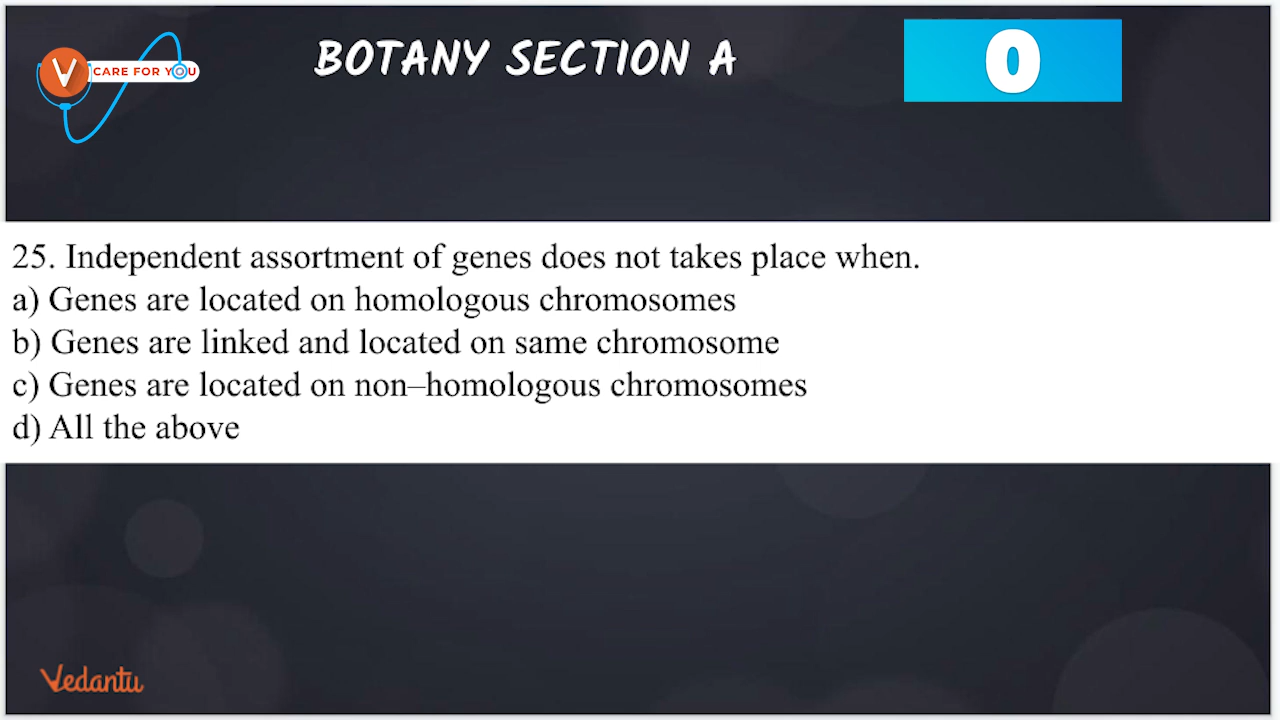 BOTANY SECTION A
0
V CARE FOR YOU
25. Independent assortment of genes does not takes place when.
a) Genes are located on homologous chromosomes
b) Genes are linked and located on same chromosome
c) Genes are located on non–homologous chromosomes
d) All the above
Vedantu